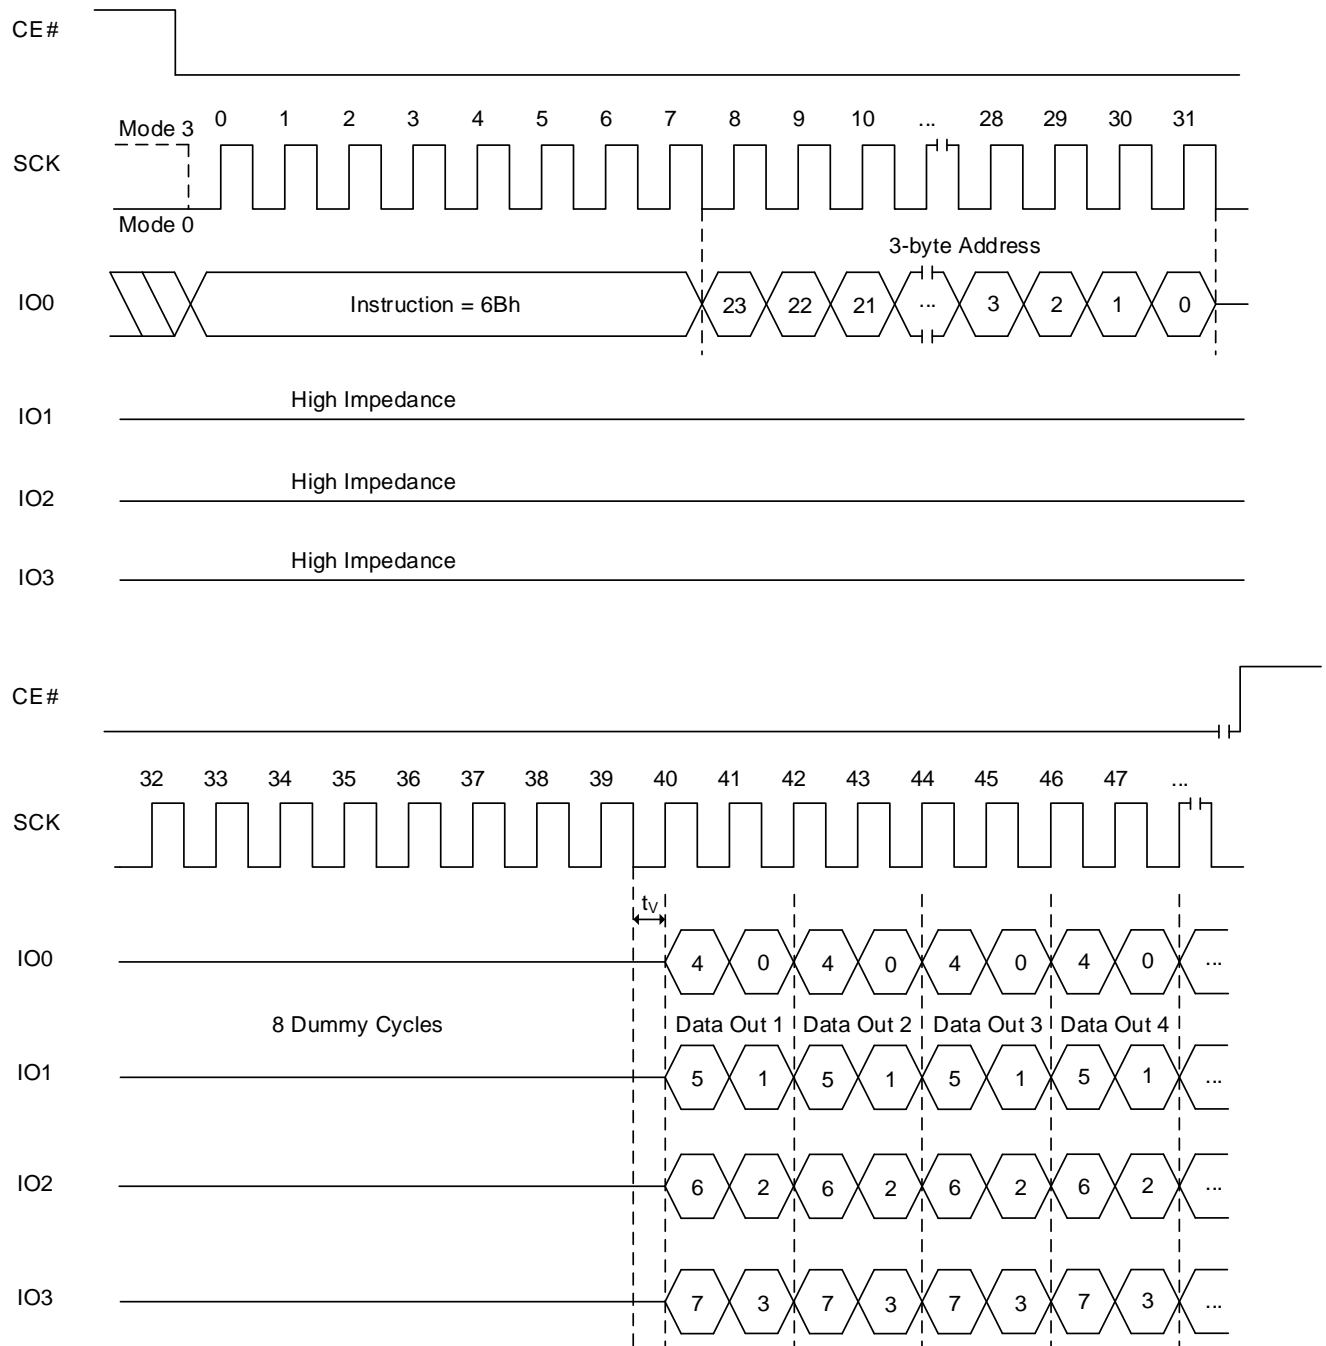 CE#
Mode 3 0 1 2 3 4 5 6 7 8 9 10 ... 28 29 30 31
SCK
Mode 0
3-byte Address
IO0 Instruction = 6Bh 23 22 21 ... 3 2 1 0
High Impedance
IO1
High Impedance
IO2
High Impedance
IO3
CE#
32 33 34 35 36 37 38 39 40 41 42 43 44 45 46 47 ...
SCK
tV
IO0 4 0 4 0 4 0 4 0 ...
8 Dummy Cycles Data Out 1 Data Out 2 Data Out 3 Data Out 4
IO1 5 1 5 1 5 1 5 1 ...
IO2 6 2 6 2 6 2 6 2 ...
IO3 7 3 7 3 7 3 7 3 ...